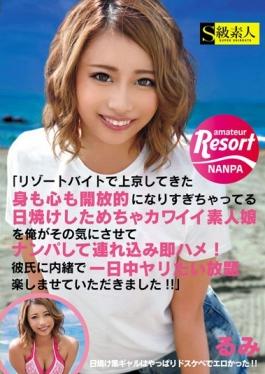 S級素人
SUPER AMATEURS
amateur
Resort
NANPA
「リゾートバイトで上京してきた
身も心も開放的になりすぎちゃってる
日焼けしためちゃカワイイ素人娘
を俺がその気にさせて
ナンパして連れ込み即ハメ!
彼氏に内緒で一日中ヤりたい放題
楽しませていただきました!!」
るみ
日焼け黒ギャルはやっぱりドスケベでエロかった!!